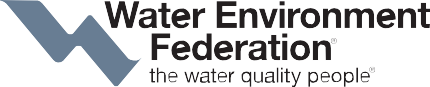 Water Environment
Federation®
the water quality people®